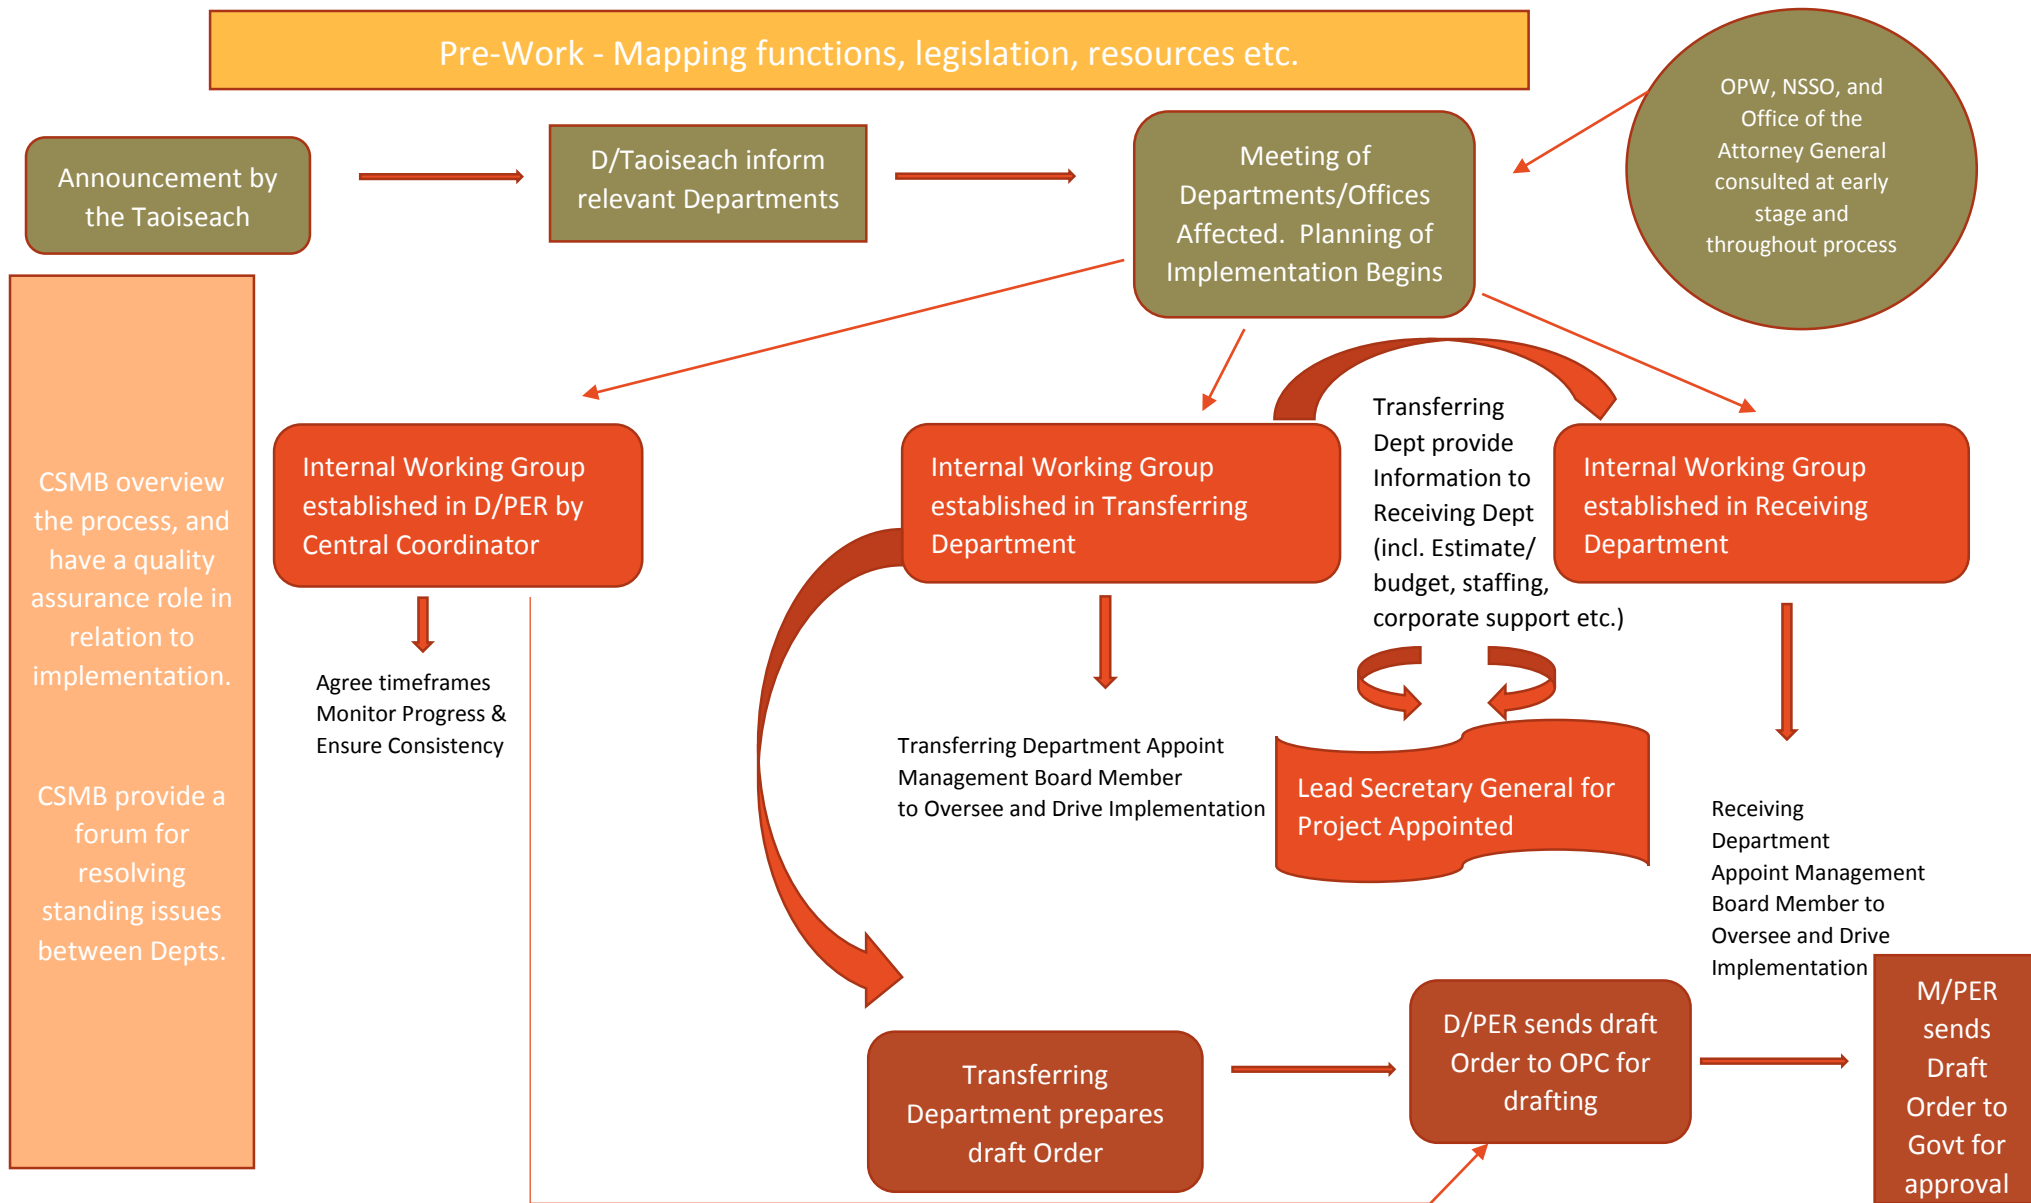 Pre-Work - Mapping functions, legislation, resources etc.
Announcement by
the Taoiseach
D/Taoiseach inform
relevant Departments
Meeting of
Departments/Offices
Affected.  Planning of
Implementation Begins
OPW, NSSO, and
Office of the
Attorney General
consulted at early
stage and
throughout process
CSMB overview
the process, and
have a quality
assurance role in
relation to
implementation.
CSMB provide a
forum for
resolving
standing issues
between Depts.
Internal Working Group
established in D/PER by
Central Coordinator
Internal Working Group
established in Transferring
Department
Transferring
Dept provide
Information to
Receiving Dept
(incl. Estimate/
budget, staffing,
corporate support etc.)
Internal Working Group
established in Receiving
Department
Agree timeframes
Monitor Progress &
Ensure Consistency
Transferring Department Appoint
Management Board Member
to Oversee and Drive Implementation
Lead Secretary General for
Project Appointed
Receiving
Department
Appoint Management
Board Member to
Oversee and Drive
Implementation
Transferring
Department prepares
draft Order
D/PER sends draft
Order to OPC for
drafting
M/PER
sends
Draft
Order to
Govt for
approval